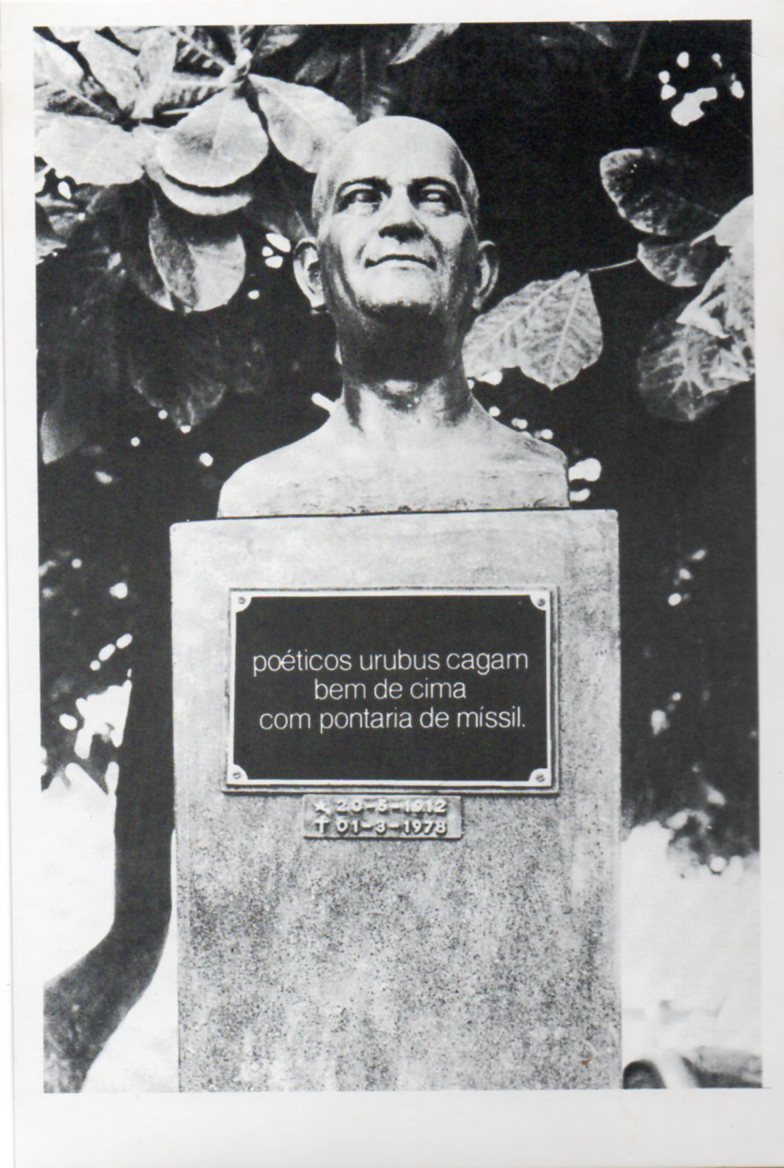 poéticos urubus cagam
bem de cima
com pontaria de míssil.
★ 20-5-1912
✝ 01-3-1978